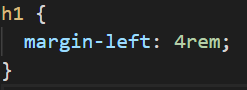 h1 {
  margin-left: 4rem;
}